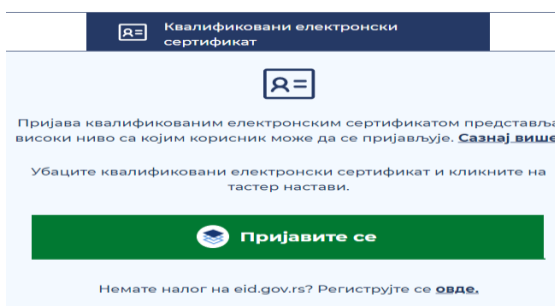 Квалификовани електронски
сертификат
Пријава квалификованим електронским сертификатом представља
високи ниво са којим корисник може да се пријављује. Сазнај више
Убаците квалификовани електронски сертификат и кликните на
тастер настави.
Пријавите се
Немате налог на eid.gov.rs? Региструјте се овде.